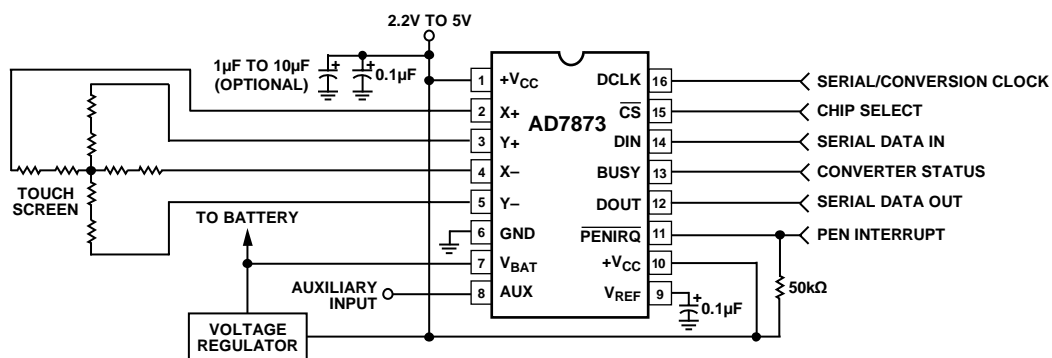 2.2V TO 5V
1µF TO 10µF
(OPTIONAL)
+
+
0.1µF
1
+VCC
DCLK
16
SERIAL/CONVERSION CLOCK
2
X+
CS
15
CHIP SELECT
AD7873
3
Y+
DIN
14
SERIAL DATA IN
4
X–
BUSY
13
CONVERTER STATUS
TOUCH
SCREEN
5
Y–
DOUT
12
SERIAL DATA OUT
TO BATTERY
6
GND
PENIRQ
11
PEN INTERRUPT
7
VBAT
+VCC
10
50kΩ
AUXILIARY
INPUT
8
AUX
VREF
9
+
0.1µF
VOLTAGE
REGULATOR